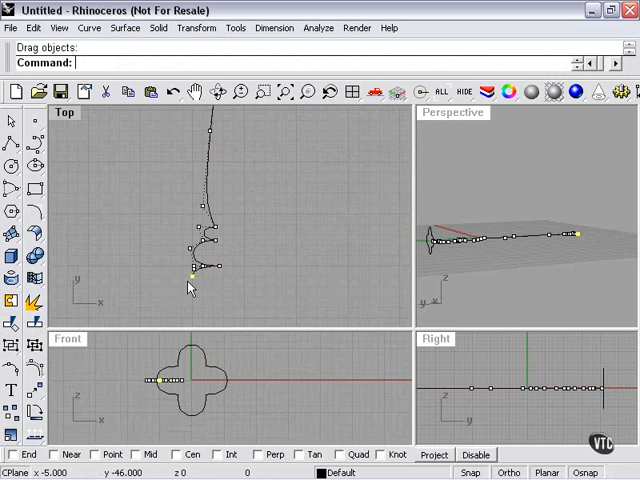 Untitled - Rhinoceros (Not For Resale)
File Edit View Curve Surface Solid Transform Tools Dimension Analyze Render Help
Drag objects:
Command:
ALL HIDE
Top
Perspective
y
x
z
y x
Front
Right
z
x
z
y
T
VTC
End Near Point Mid Cen Int Perp Tan Quad Knot Project Disable
CPlane x -5.000 y -46.000 z 0 0 Default Snap Ortho Planar Osnap